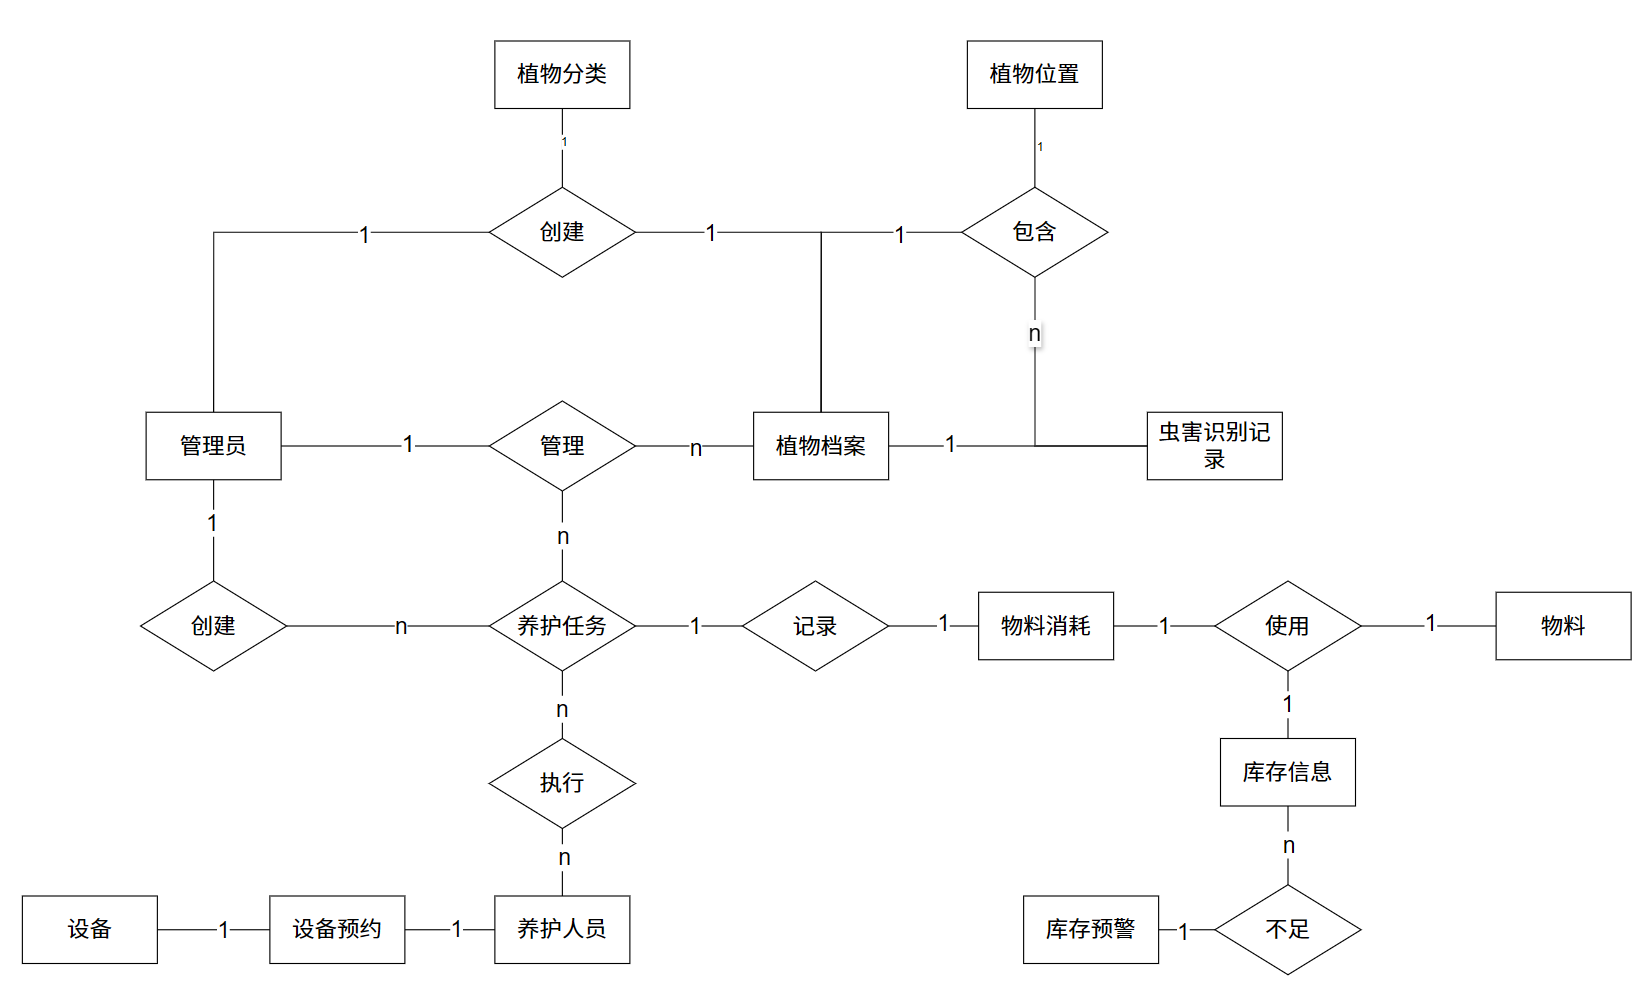 植物分类
植物位置
1
1
1
创建
1
1
包含
n
管理员
1
管理
n
植物档案
1
虫害识别记
录
1
n
创建
n
养护任务
1
记录
1
物料消耗
1
使用
1
物料
n
1
执行
库存信息
n
n
设备
1
设备预约
1
养护人员
库存预警
1
不足